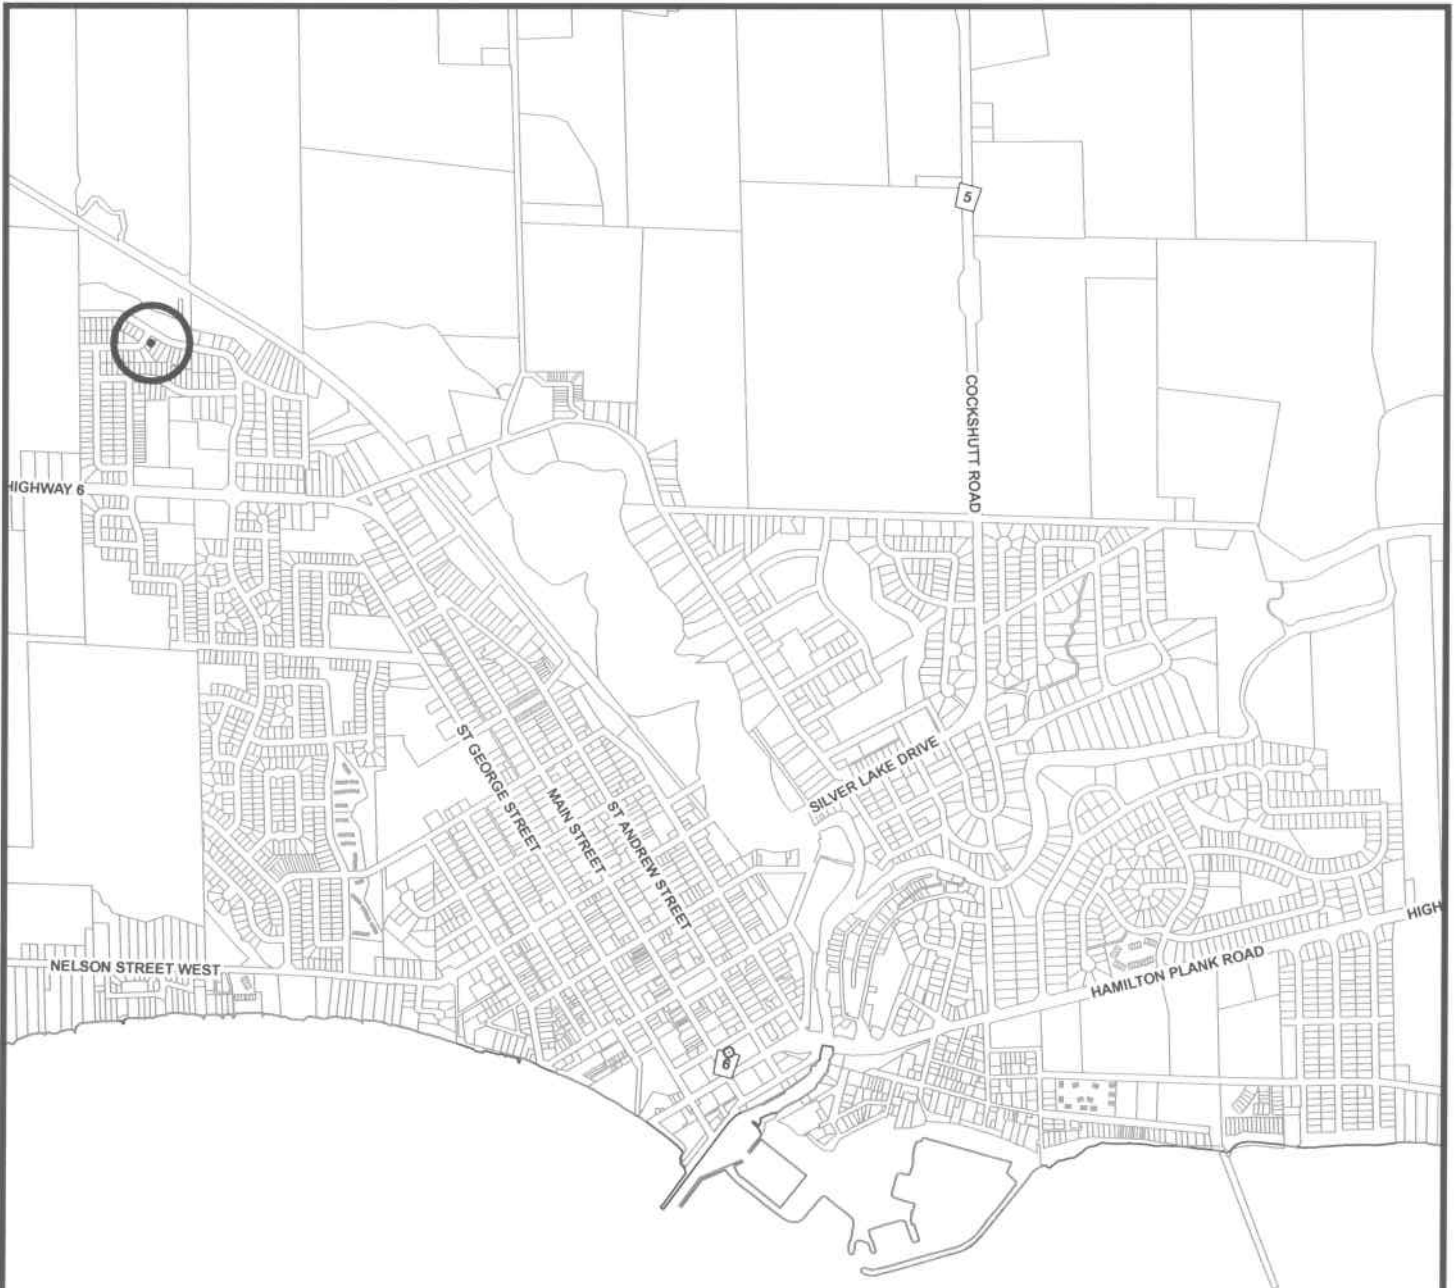 5
COCKSHUTT ROAD
HIGHWAY 6
ST GEORGE STREET
MAIN STREET
ST ANDREW STREET
SILVER LAKE DRIVE
HIGH
HAMILTON PLANK ROAD
NELSON STREET WEST
6